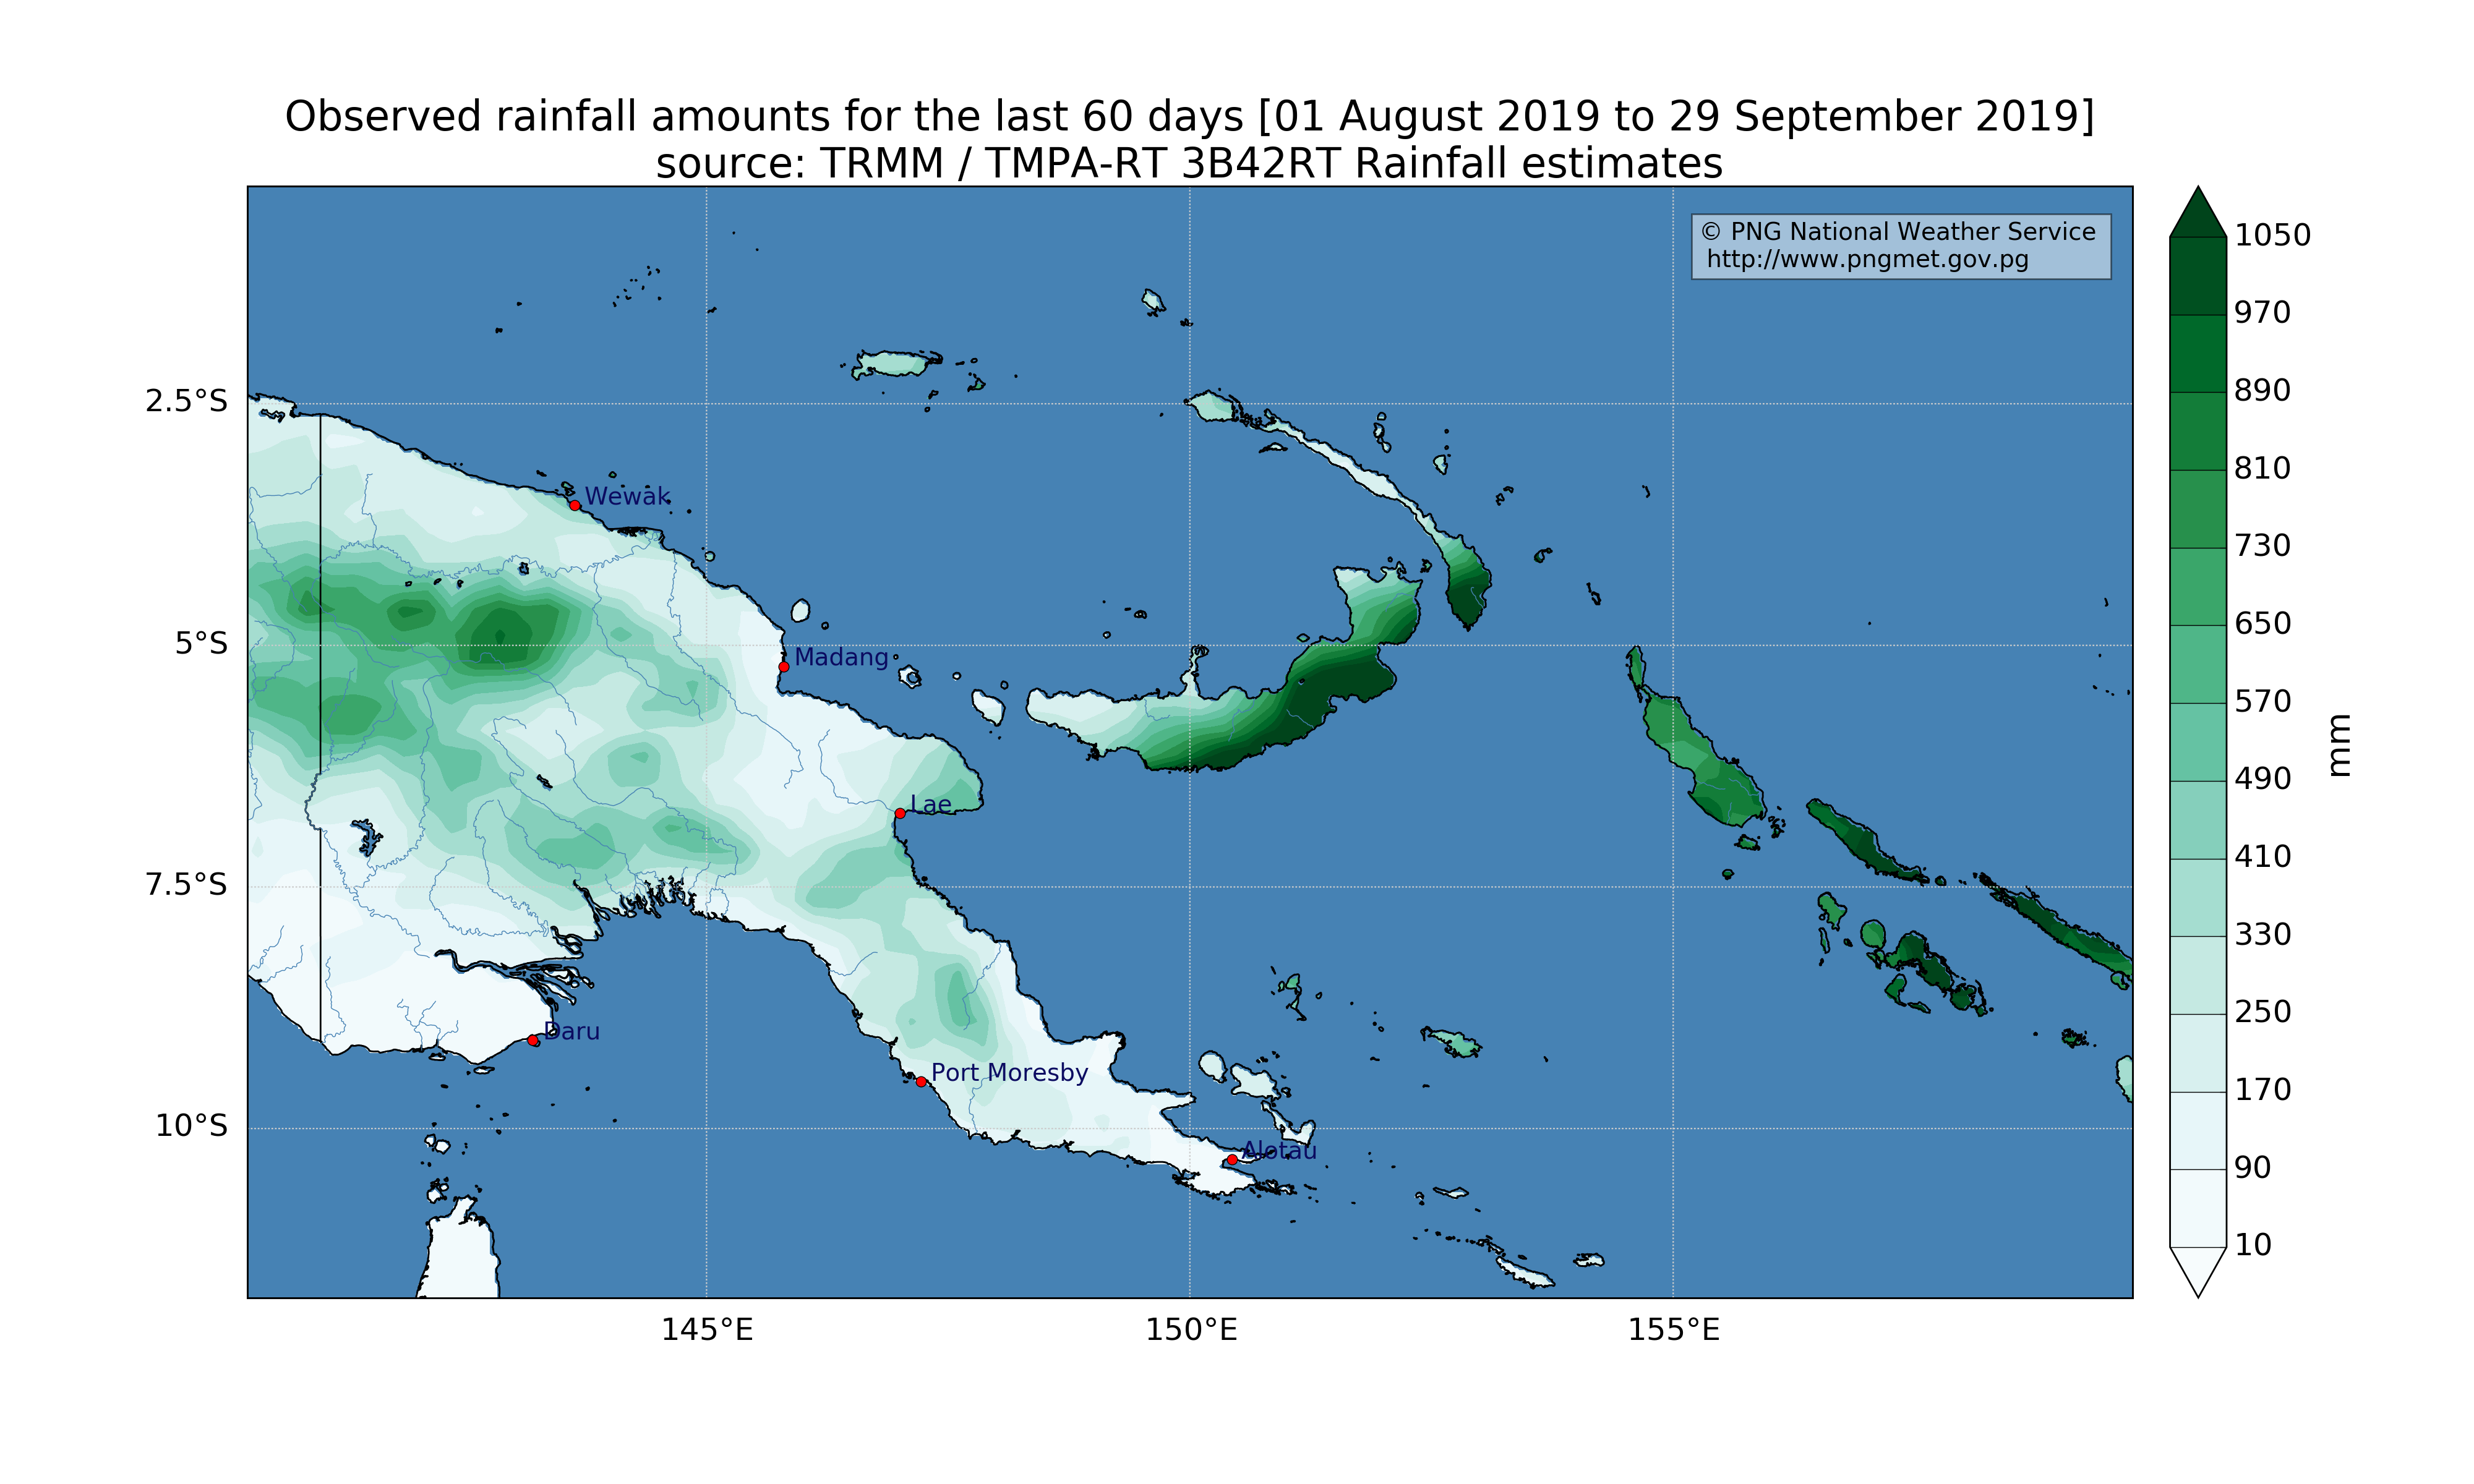 Observed rainfall amounts for the last 60 days [01 August 2019 to 29 September 2019]
source: TRMM / TMPA-RT 3B42RT Rainfall estimates
© PNG National Weather Service
http://www.pngmet.gov.pg
1050
970
890
810
730
650
570
490
410
330
250
170
90
10
mm
2.5°S
5°S
7.5°S
10°S
Wewak
Madang
Lae
Daru
Port Moresby
Alotau
145°E
150°E
155°E